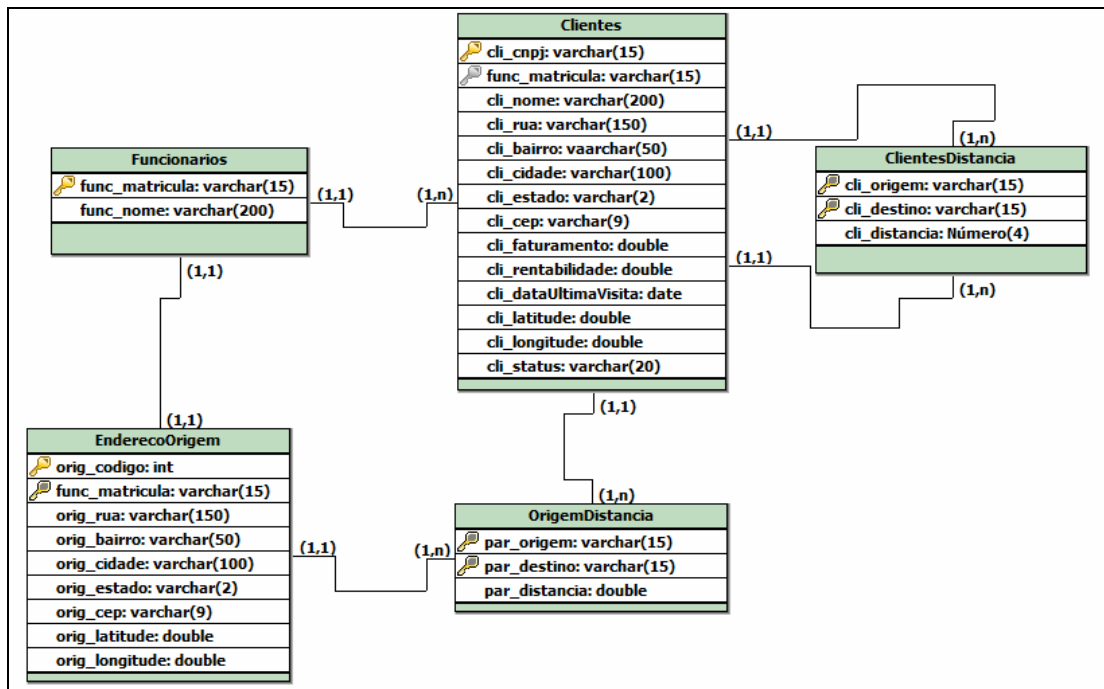 Clientes
cli_cnpj: varchar(15)
func_matricula: varchar(15)
cli_nome: varchar(200)
cli_rua: varchar(150)
cli_bairro: vaarchar(50)
cli_cidade: varchar(100)
cli_estado: varchar(2)
cli_cep: varchar(9)
cli_faturamento: double
cli_rentabilidade: double
cli_dataUltimaVisita: date
cli_latitude: double
cli_longitude: double
cli_status: varchar(20)
(1,1)
(1,n)
ClientesDistancia
cli_origem: varchar(15)
cli_destino: varchar(15)
cli_distancia: Número(4)
(1,1)
(1,n)
Funcionarios
func_matricula: varchar(15)
func_nome: varchar(200)
(1,1)
(1,n)
(1,1)
(1,1)
EnderecoOrigem
orig_codigo: int
func_matricula: varchar(15)
orig_rua: varchar(150)
orig_bairro: varchar(50)
orig_cidade: varchar(100)
orig_estado: varchar(2)
orig_cep: varchar(9)
orig_latitude: double
orig_longitude: double
(1,1)
(1,n)
(1,1)
(1,n)
OrigemDistancia
par_origem: varchar(15)
par_destino: varchar(15)
par_distancia: double